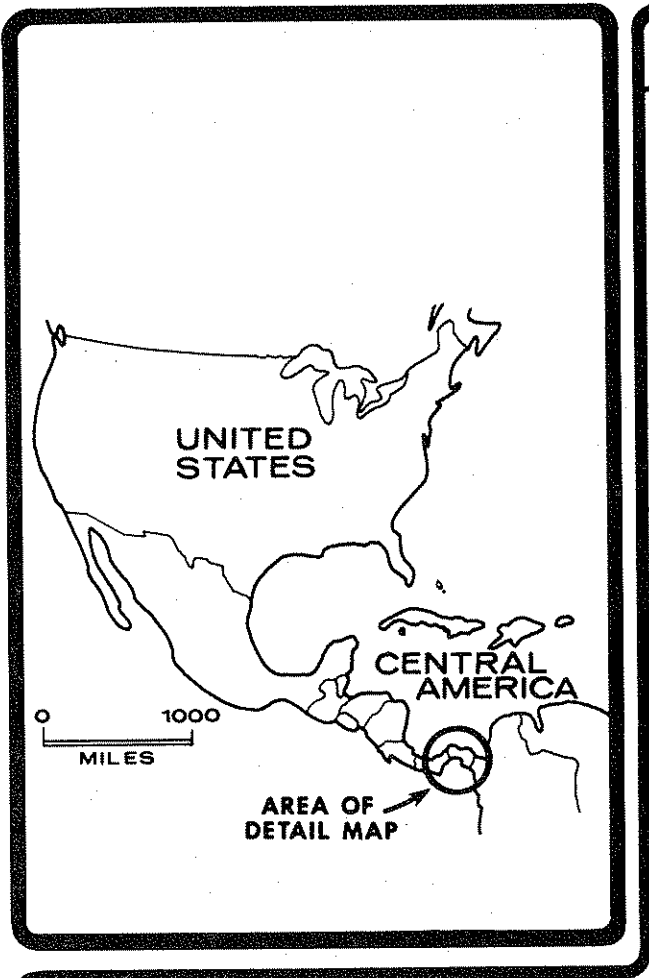 UNITED
STATES
CENTRAL
AMERICA
0 1000
MILES
AREA OF
DETAIL MAP